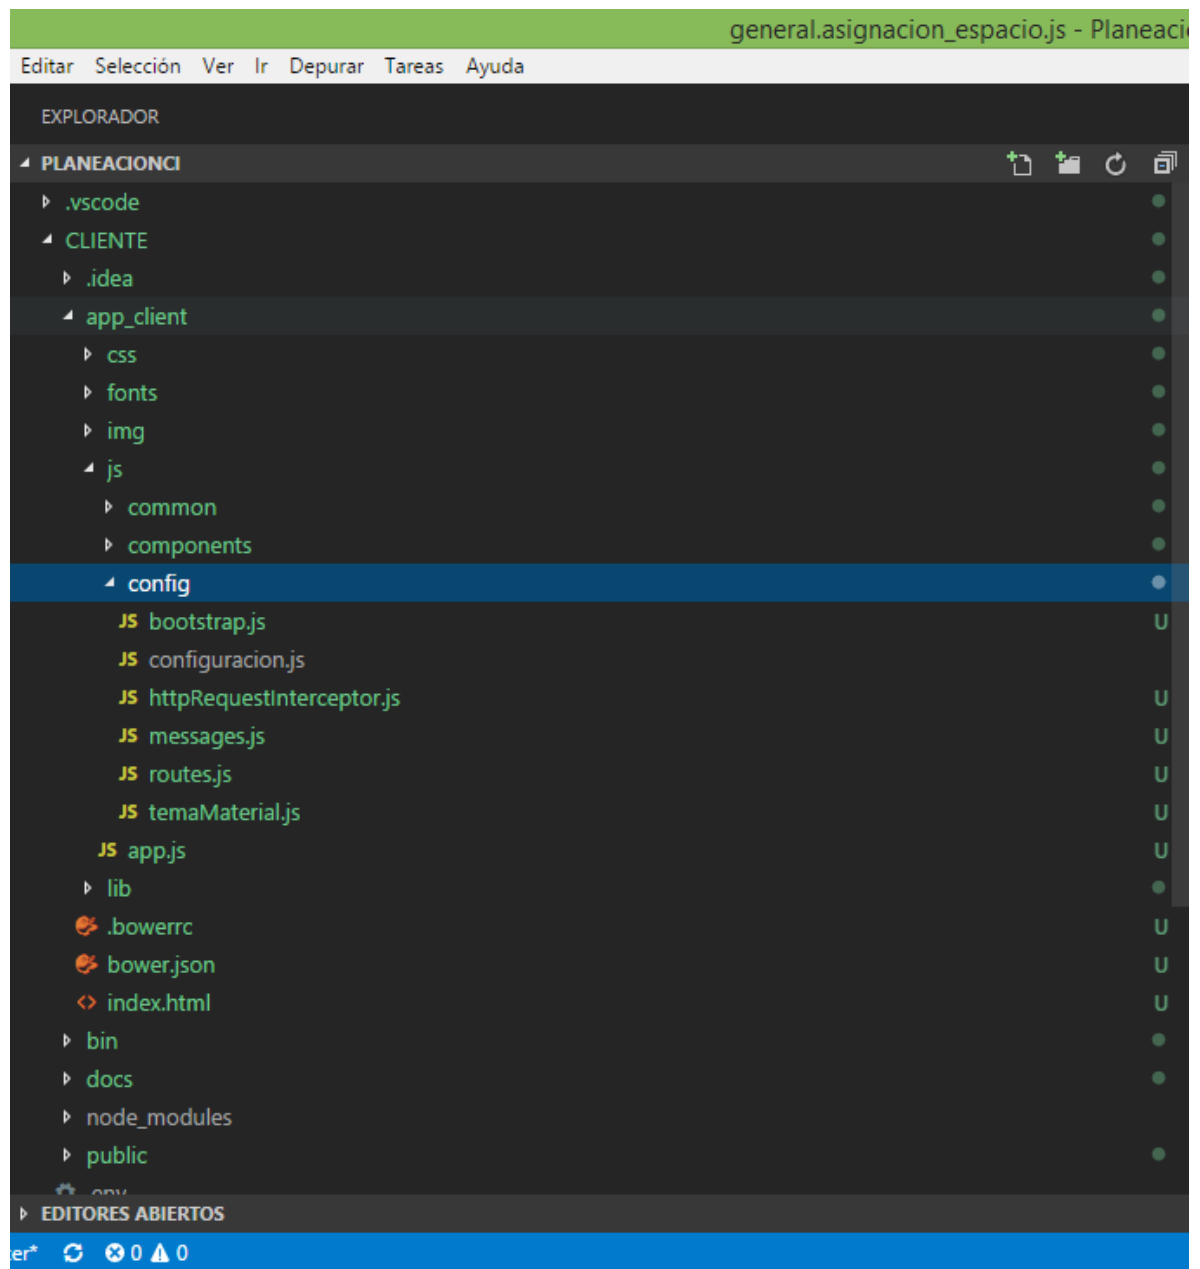 general.asignacion_espacio.js - Planeaci
Editar Selección Ver Ir Depurar Tareas Ayuda
EXPLORADOR
PLANEACIONCI
.vscode
CLIENTE
.idea
app_client
css
fonts
img
js
common
components
config
JS bootstrap.js U
JS configuracion.js
JS httpRequestInterceptor.js U
JS messages.js U
JS routes.js U
JS temaMaterial.js U
JS app.js U
lib
.bowerrc U
bower.json U
index.html U
bin
docs
node_modules
public
.env
EDITORES ABIERTOS
ter* 0 0